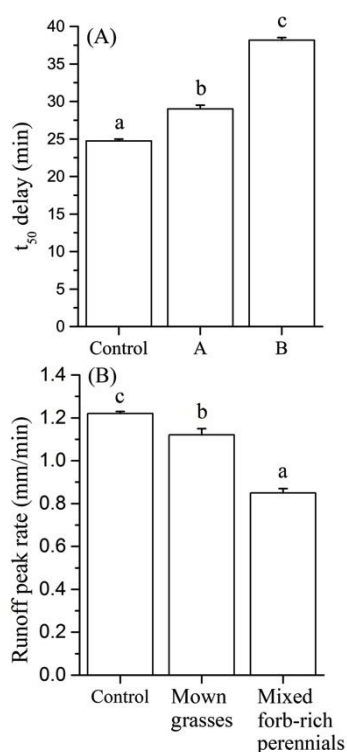 (A)
t50 delay (min)
40
35
30
25
20
15
10
5
0
a
b
c
Control A B
(B)
Runoff peak rate (mm/min)
1.4
1.2
1.0
0.8
0.6
0.4
0.2
0.0
c
b
a
Control Mown Mixed
grasses forb-rich
perennials